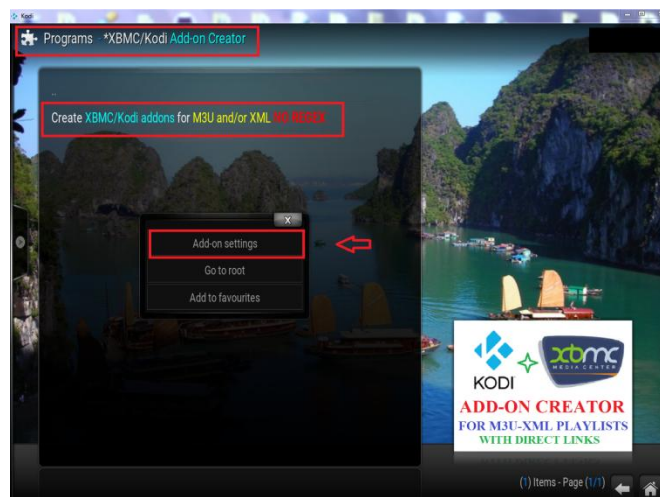 Kodi
Programs - *XBMC/Kodi Add-on Creator
..
Create XBMC/Kodi addons for M3U and/or XML NO REGEX
X
Add-on settings
Go to root
Add to favourites
KODI
xbmc
MEDIA CENTER
ADD-ON CREATOR
FOR M3U-XML PLAYLISTS
WITH DIRECT LINKS
(1) Items - Page (1/1)